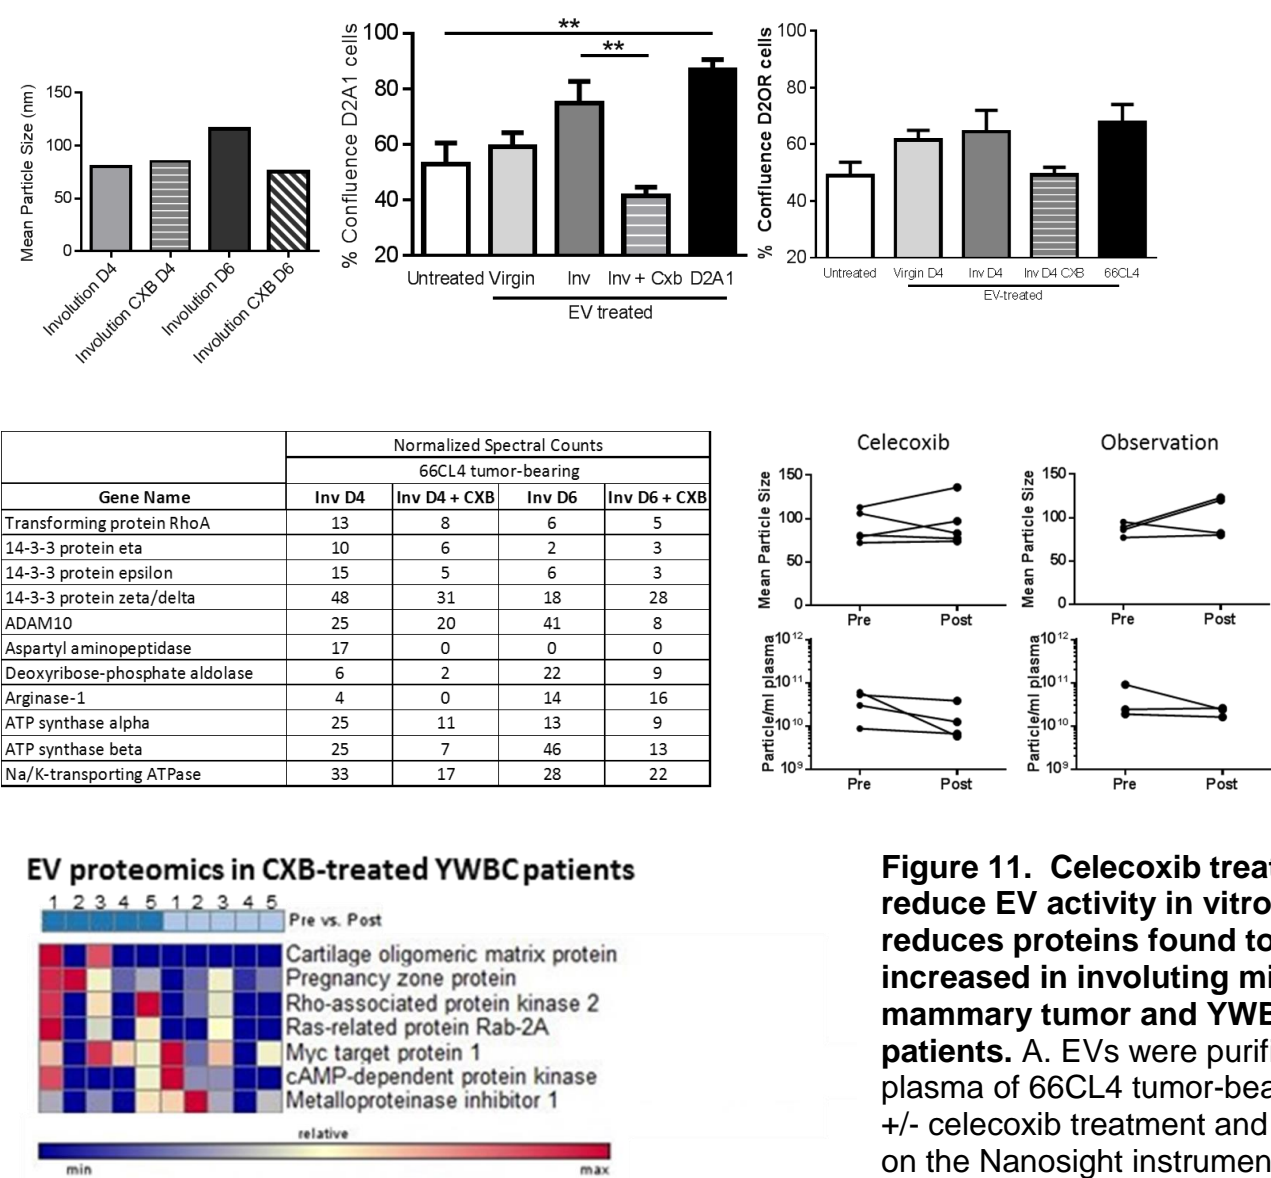 Mean Particle Size (nm)
150
100
50
0
Involution D4
Involution CXB D4
Involution D6
Involution CXB D6
% Confluence D2A1 cells
100
80
60
40
20
**
**
Untreated Virgin Inv Inv + Cxb D2A1
EV treated
% Confluence D2OR cells
100
80
60
40
20
Untreated Virgin D4 Inv D4 Inv D4 CXB 66CL4
EV-treated
Normalized Spectral Counts
66CL4 tumor-bearing
Gene Name Inv D4 Inv D4 + CXB Inv D6 Inv D6 + CXB
Transforming protein RhoA 13 8 6 5
14-3-3 protein eta 10 6 2 3
14-3-3 protein epsilon 15 5 6 3
14-3-3 protein zeta/delta 48 31 18 28
ADAM10 25 20 41 8
Aspartyl aminopeptidase 17 0 0 0
Deoxyribose-phosphate aldolase 6 2 22 9
Arginase-1 4 0 14 16
ATP synthase alpha 25 11 13 9
ATP synthase beta 25 7 46 13
Na/K-transporting ATPase 33 17 28 22
Celecoxib
Mean Particle Size
150
100
50
0
Pre Post
Observation
Mean Particle Size
150
100
50
0
Pre Post
Particle/ml plasma
10¹²
10¹¹
10¹⁰
10⁹
Pre Post
Particle/ml plasma
10¹²
10¹¹
10¹⁰
10⁹
Pre Post
EV proteomics in CXB-treated YWBC patients
1 2 3 4 5 1 2 3 4 5
Pre vs. Post
Cartilage oligomeric matrix protein
Pregnancy zone protein
Rho-associated protein kinase 2
Ras-related protein Rab-2A
Myc target protein 1
cAMP-dependent protein kinase
Metalloproteinase inhibitor 1
relative
min max
Figure 11. Celecoxib treat
reduce EV activity in vitro
reduces proteins found to
increased in involuting mi
mammary tumor and YWB
patients. A. EVs were purif
plasma of 66CL4 tumor-bea
+/- celecoxib treatment and
on the Nanosight instrumen